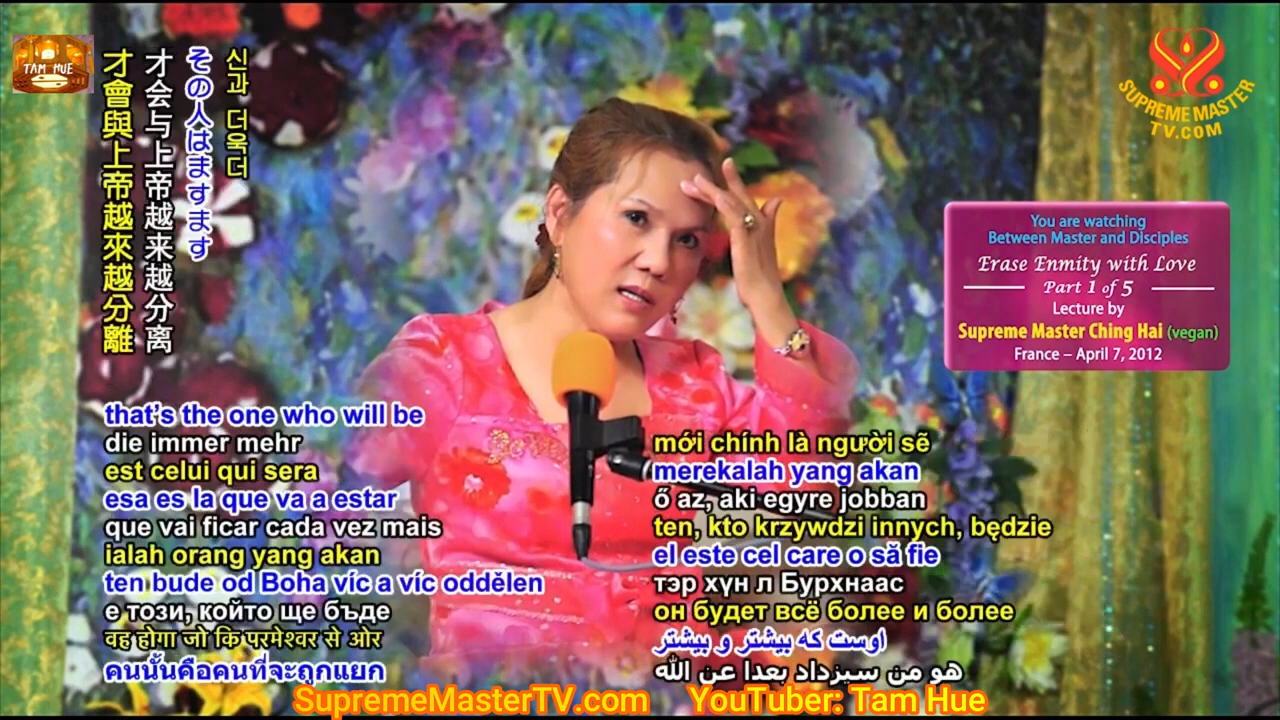 TAM HUE
才會與上帝越來越分離
才会与上帝越来越分离
その人はますます
신과 더욱더
SUPREME MASTER
TV.COM
You are watching
Between Master and Disciples
Erase Enmity with Love
Part 1 of 5
Lecture by
Supreme Master Ching Hai (vegan)
France – April 7, 2012
that's the one who will be
die immer mehr
est celui qui sera
esa es la que va a estar
que vai ficar cada vez mais
ialah orang yang akan
ten bude od Boha víc a víc oddělen
е този, който ще бъде
वह होगा जो कि परमेश्वर से ओर
คนนั้นคือคนที่จะถูกแยก
mới chính là người sẽ
merekalah yang akan
ő az, aki egyre jobban
ten, kto krzywdzi innych, będzie
el este cel care o să fie
тэр хүн л Бурхнаас
он будет всё более и более
اوست که بیشتر و بیشتر
هو من سيزداد بعدا عن الله
SupremeMasterTV.com YouTuber: Tam Hue